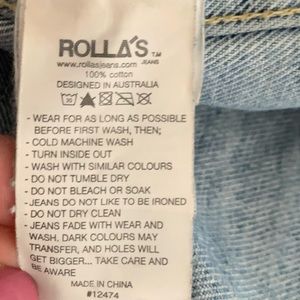 ROLLA'S TM
www.rollasjeans.com JEANS
100% cotton
DESIGNED IN AUSTRALIA
- WEAR FOR AS LONG AS POSSIBLE
BEFORE FIRST WASH, THEN;
- COLD MACHINE WASH
- TURN INSIDE OUT
- WASH WITH SIMILAR COLOURS
- DO NOT TUMBLE DRY
- DO NOT BLEACH OR SOAK
- JEANS DO NOT LIKE TO BE IRONED
- DO NOT DRY CLEAN
- JEANS FADE WITH WEAR AND
WASH. DARK COLOURS MAY
TRANSFER, AND HOLES WILL
GET BIGGER... TAKE CARE AND
BE AWARE
MADE IN CHINA
#12474